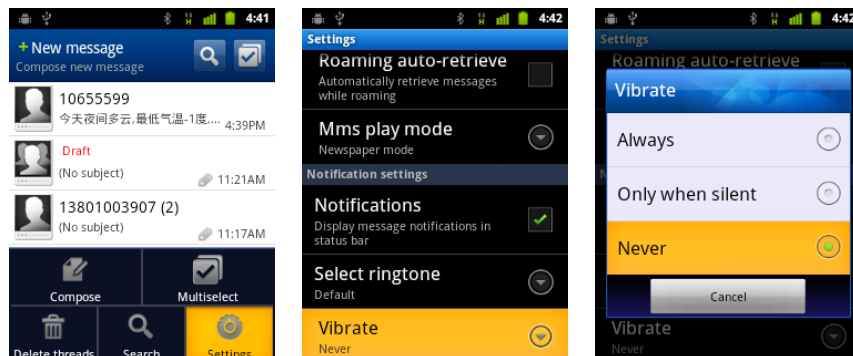 4:41
+ New message
Compose new message
10655599
今天夜间多云,最低气温-1度,...
4:39PM
Draft
(No subject)
11:21AM
13801003907 (2)
(No subject)
11:17AM
Compose
Multiselect
Delete threads
Search
Settings
4:42
Settings
Roaming auto-retrieve
Automatically retrieve messages
while roaming
Mms play mode
Newspaper mode
Notification settings
Notifications
Display message notifications in
status bar
Select ringtone
Default
Vibrate
Never
4:42
Settings
Roaming auto-retrieve
Vibrate
Always
Only when silent
Never
Cancel
Vibrate
Never